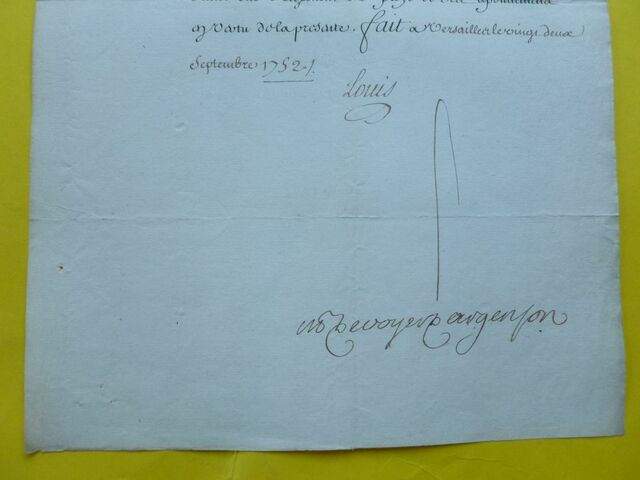 en vertu de la presente, fait a Versailles le vingt deux
Septembre 1752.
Louis
M P de Voyer D'argenson